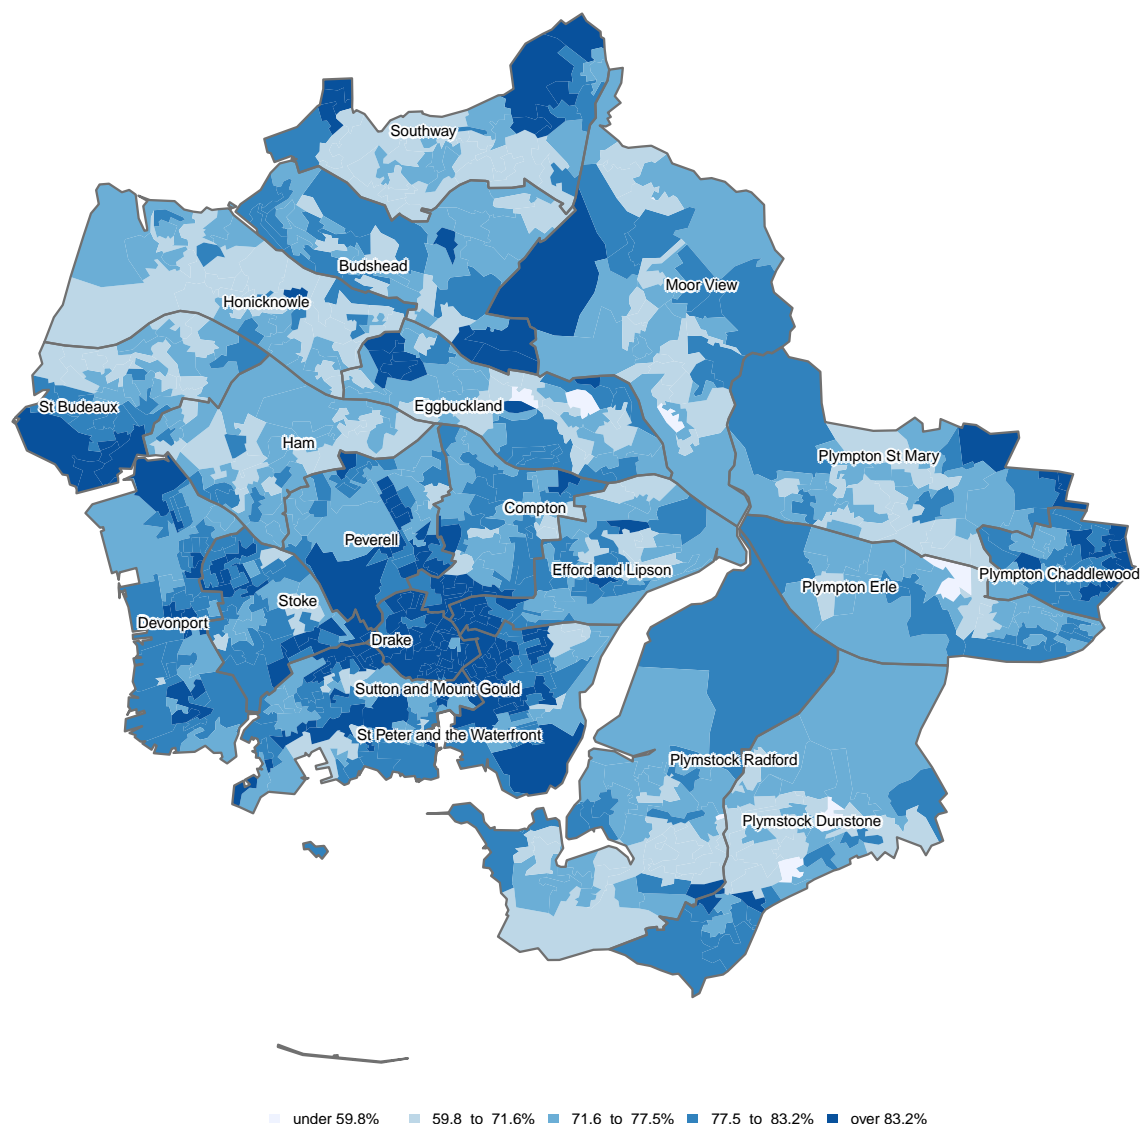 Southway
Budshead
Moor View
Honicknowle
St Budeaux
Eggbuckland
Ham
Plympton St Mary
Compton
Peverell
Efford and Lipson
Plympton Chaddlewood
Plympton Erle
Stoke
Devonport
Drake
Sutton and Mount Gould
St Peter and the Waterfront
Plymstock Radford
Plymstock Dunstone
under 59.8% 59.8 to 71.6% 71.6 to 77.5% 77.5 to 83.2% over 83.2%